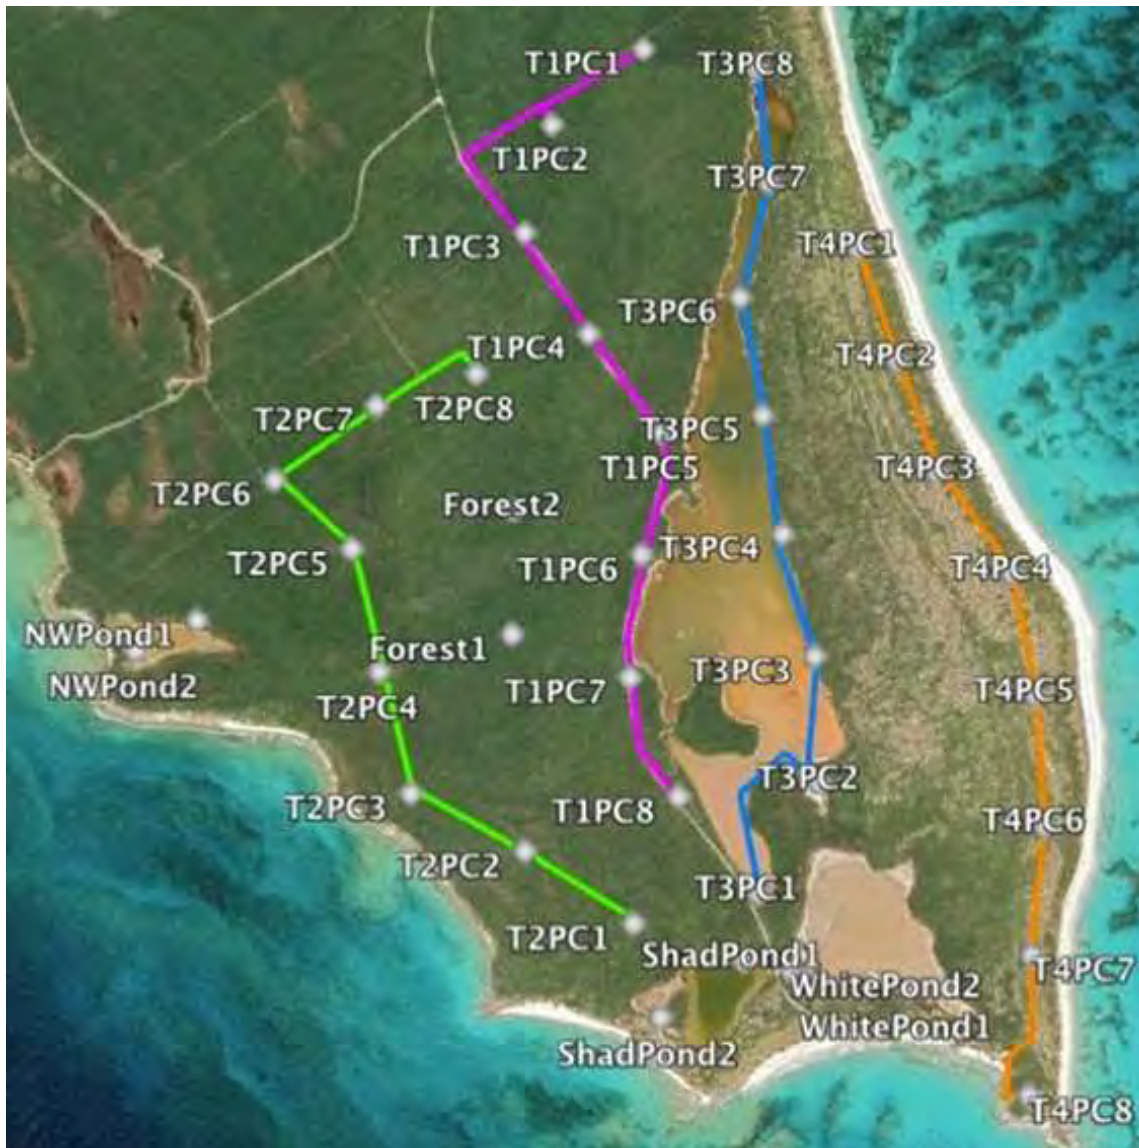 T1PC1
T3PC8
T1PC2
T3PC7
T1PC3
T4PC1
T3PC6
T1PC4
T4PC2
T2PC8
T2PC7
T3PC5
T1PC5
T4PC3
T2PC6
Forest2
T3PC4
T2PC5
T1PC6
T4PC4
NWPond1
Forest1
T3PC3
NWPond2
T1PC7
T4PC5
T2PC4
T3PC2
T2PC3
T1PC8
T4PC6
T2PC2
T3PC1
T2PC1
ShadPond1
T4PC7
WhitePond2
WhitePond1
ShadPond2
T4PC8